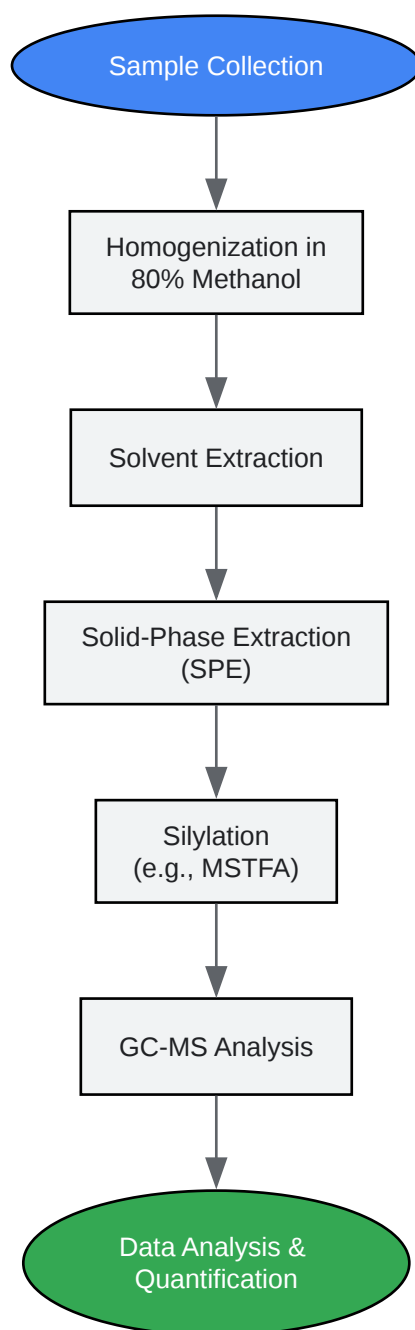 Sample Collection
Homogenization in
80% Methanol
Solvent Extraction
Solid-Phase Extraction
(SPE)
Silylation
(e.g., MSTFA)
GC-MS Analysis
Data Analysis &
Quantification